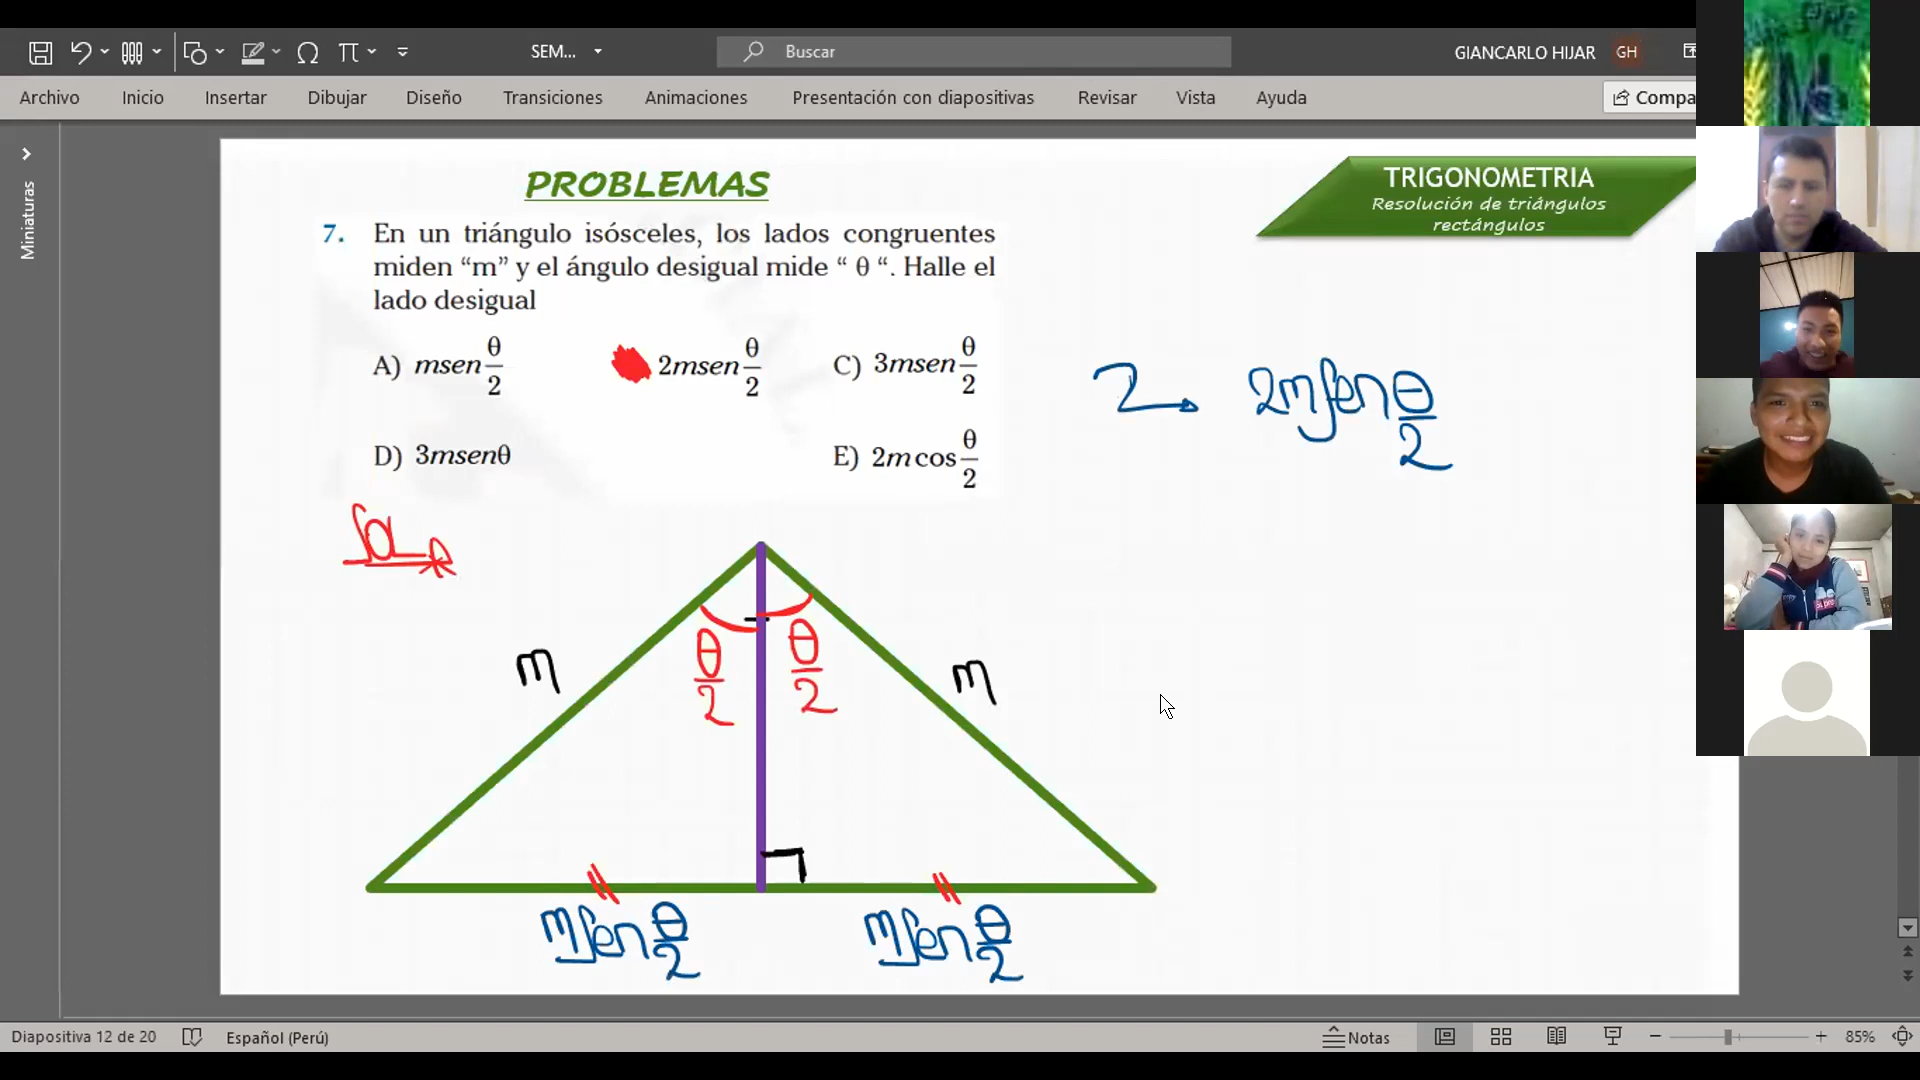 SEM...
Buscar
GIANCARLO HIJAR GH
Archivo Inicio Insertar Dibujar Diseño Transiciones Animaciones Presentación con diapositivas Revisar Vista Ayuda Compa
Miniaturas
PROBLEMAS
TRIGONOMETRIA
Resolución de triángulos
rectángulos
7. En un triángulo isósceles, los lados congruentes
miden “m” y el ángulo desigual mide “ θ “. Halle el
lado desigual
A) msen θ/2
2msen θ/2
C) 3msen θ/2
D) 3msenθ
E) 2m cos θ/2
2msen θ/2
m
θ/2
θ/2
m
msen θ/2
msen θ/2
Diapositiva 12 de 20 Español (Perú) Notas 85%